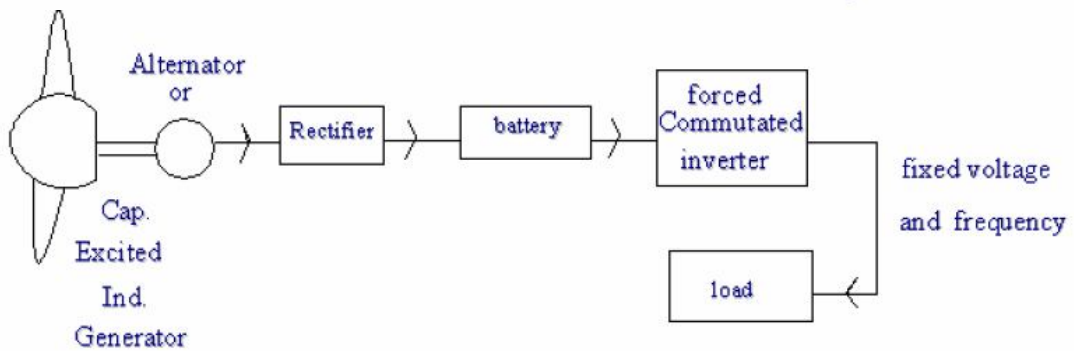 Alternator
or
Cap.
Excited
Ind.
Generator
Rectifier
battery
forced
Commutated
inverter
fixed voltage
and frequency
load